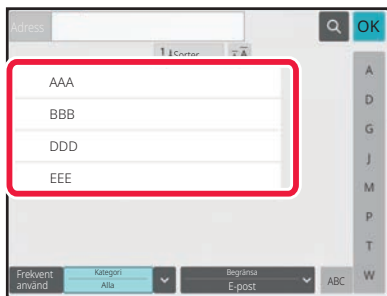 Adress
OK
Sorter
A
AAA
BBB
DDD
EEE
A
D
G
J
M
P
T
W
Frekvent
använd
Kategori
Alla
Begränsa
E-post
ABC